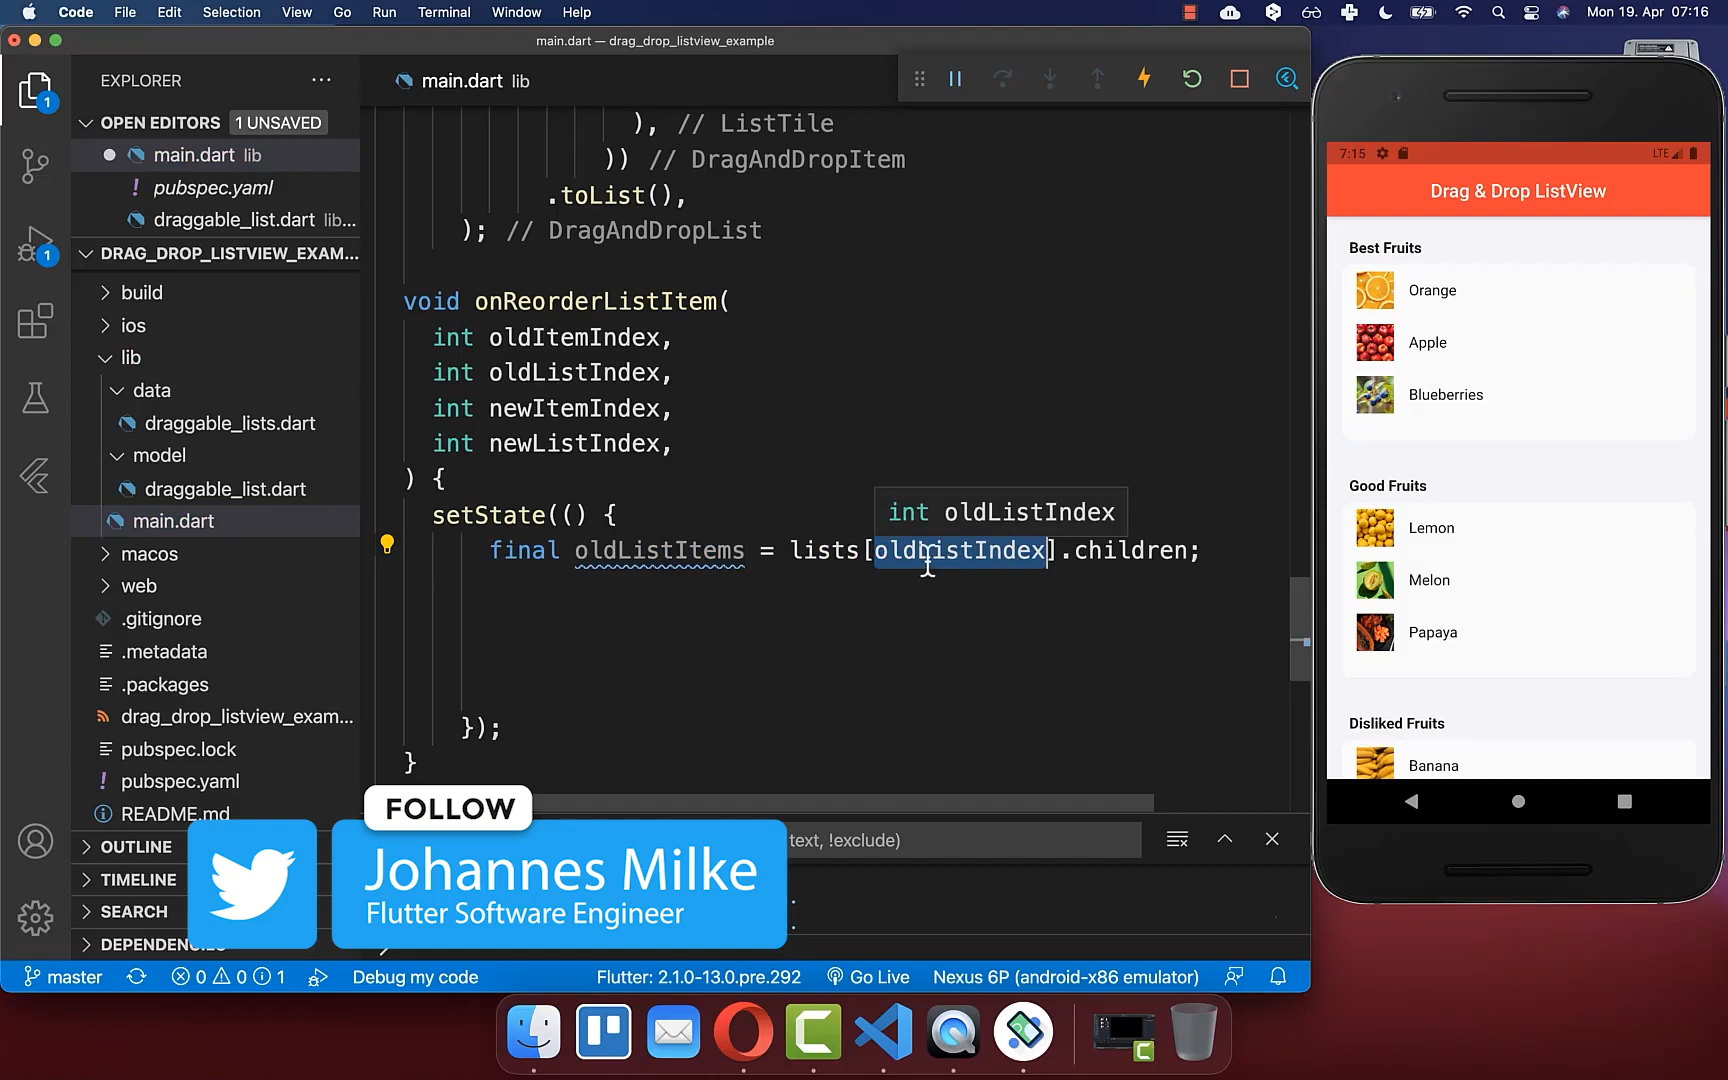 Code File Edit Selection View Go Run Terminal Window Help
Mon 19. Apr 07:16
main.dart — drag_drop_listview_example
EXPLORER
1
OPEN EDITORS 1 UNSAVED
main.dart lib
! pubspec.yaml
draggable_list.dart lib...
DRAG_DROP_LISTVIEW_EXAM...
1
build
ios
lib
data
draggable_lists.dart
model
draggable_list.dart
main.dart
macos
web
.gitignore
.metadata
.packages
drag_drop_listview_exam...
pubspec.lock
! pubspec.yaml
README.md
OUTLINE
TIMELINE
SEARCH
DEPENDENCIES
main.dart lib
), // ListTile
)) // DragAndDropItem
.toList(),
); // DragAndDropList
void onReorderListItem(
int oldItemIndex,
int oldListIndex,
int newItemIndex,
int newListIndex,
) {
setState(() {
int oldListIndex
final oldListItems = lists[oldListIndex].children;
});
}
text, !exclude)
FOLLOW
Johannes Milke
Flutter Software Engineer
master 0 0 1 Debug my code Flutter: 2.1.0-13.0.pre.292 Go Live Nexus 6P (android-x86 emulator)
7:15 LTE
Drag & Drop ListView
Best Fruits
Orange
Apple
Blueberries
Good Fruits
Lemon
Melon
Papaya
Disliked Fruits
Banana